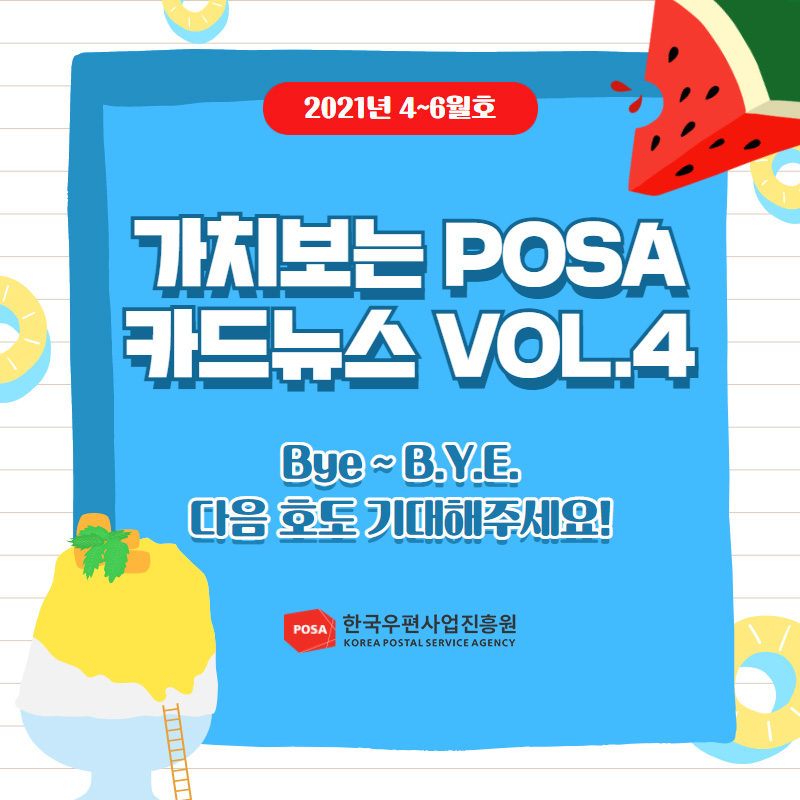 2021년 4~6월호
가치보는 POSA
카드뉴스 VOL.4
Bye ~ B.Y.E.
다음 호도 기대해주세요!
POSA 한국우편사업진흥원
KOREA POSTAL SERVICE AGENCY